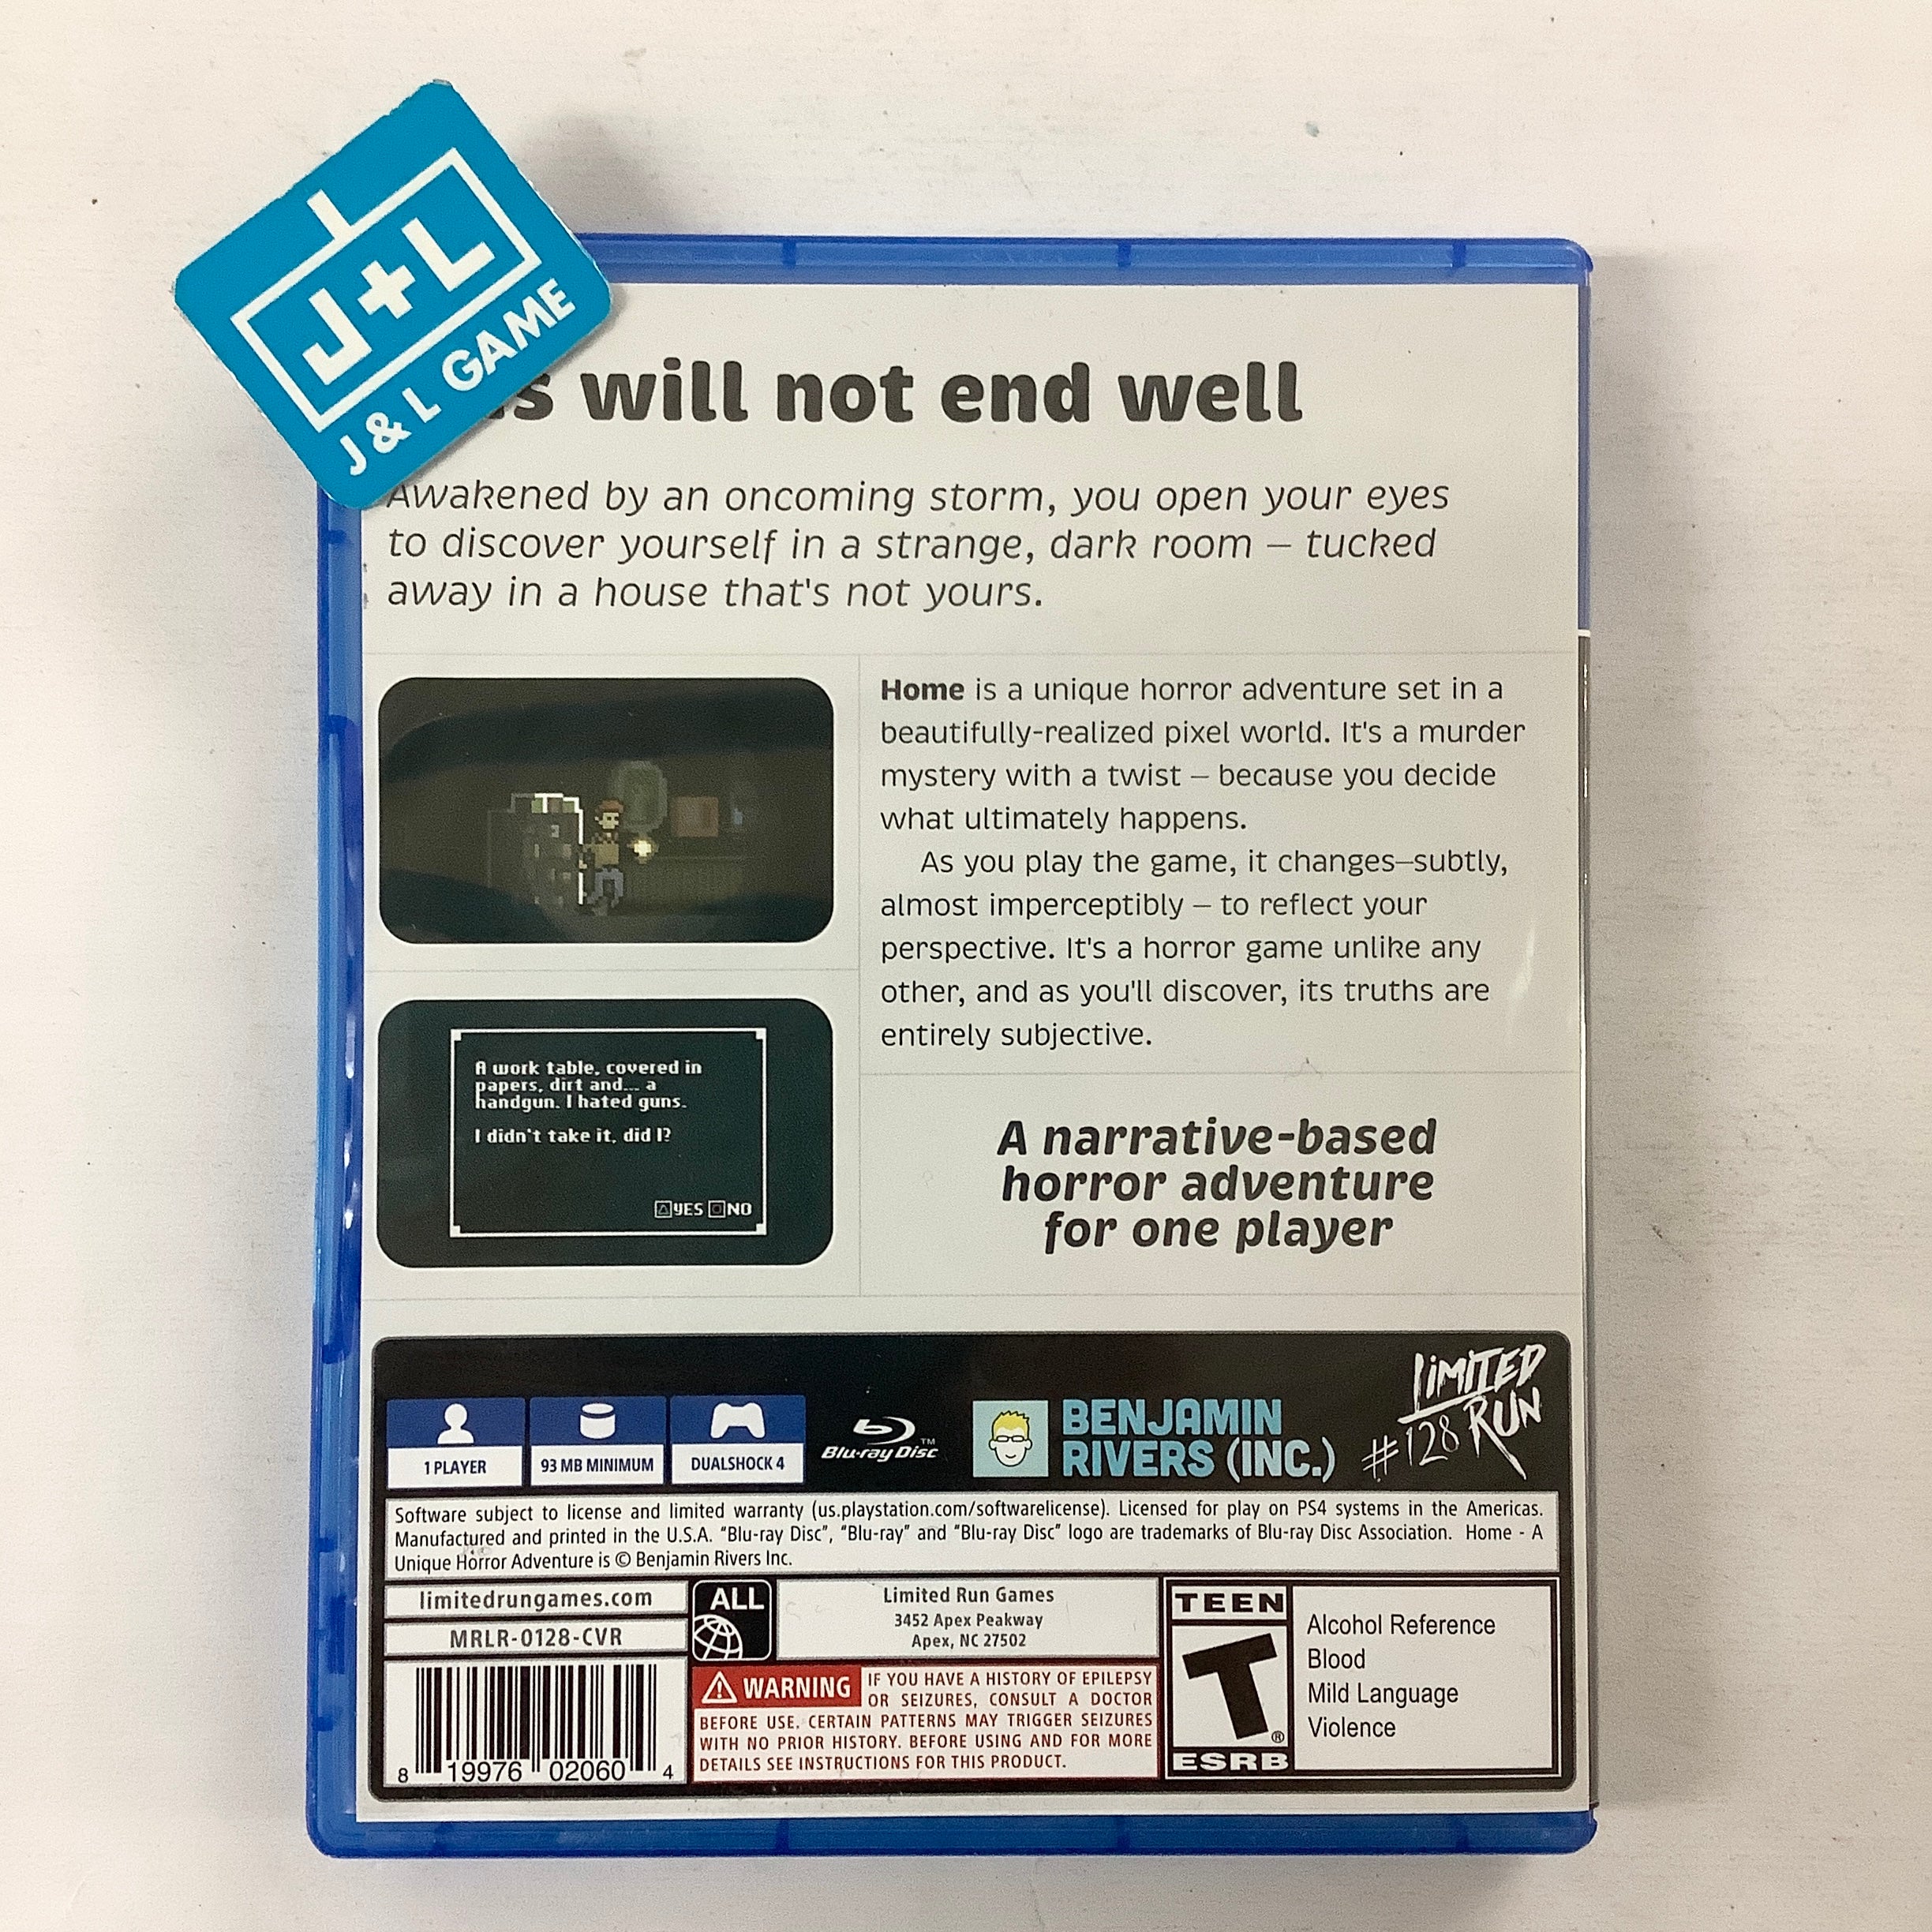 J+L
J & L GAME
will not end well
Awakened by an oncoming storm, you open your eyes
to discover yourself in a strange, dark room – tucked
away in a house that's not yours.
Home is a unique horror adventure set in a
beautifully-realized pixel world. It's a murder
mystery with a twist – because you decide
what ultimately happens.
As you play the game, it changes—subtly,
almost imperceptibly – to reflect your
perspective. It's a horror game unlike any
other, and as you'll discover, its truths are
entirely subjective.
A work table, covered in
papers, dirt and... a
handgun. I hated guns.
I didn't take it, did I?
YES NO
A narrative-based
horror adventure
for one player
1 PLAYER
93 MB MINIMUM
DUALSHOCK 4
Blu-ray Disc™
BENJAMIN
RIVERS (INC.)
LIMITED
RUN
#128
Software subject to license and limited warranty (us.playstation.com/softwarelicense). Licensed for play on PS4 systems in the Americas.
Manufactured and printed in the U.S.A. "Blu-ray Disc", "Blu-ray" and "Blu-ray Disc" logo are trademarks of Blu-ray Disc Association. Home - A
Unique Horror Adventure is © Benjamin Rivers Inc.
limitedrungames.com
MRLR-0128-CVR
8 19976 02060 4
ALL
Limited Run Games
3452 Apex Peakway
Apex, NC 27502
WARNING IF YOU HAVE A HISTORY OF EPILEPSY
OR SEIZURES, CONSULT A DOCTOR
BEFORE USE. CERTAIN PATTERNS MAY TRIGGER SEIZURES
WITH NO PRIOR HISTORY. BEFORE USING AND FOR MORE
DETAILS SEE INSTRUCTIONS FOR THIS PRODUCT.
TEEN
T®
ESRB
Alcohol Reference
Blood
Mild Language
Violence